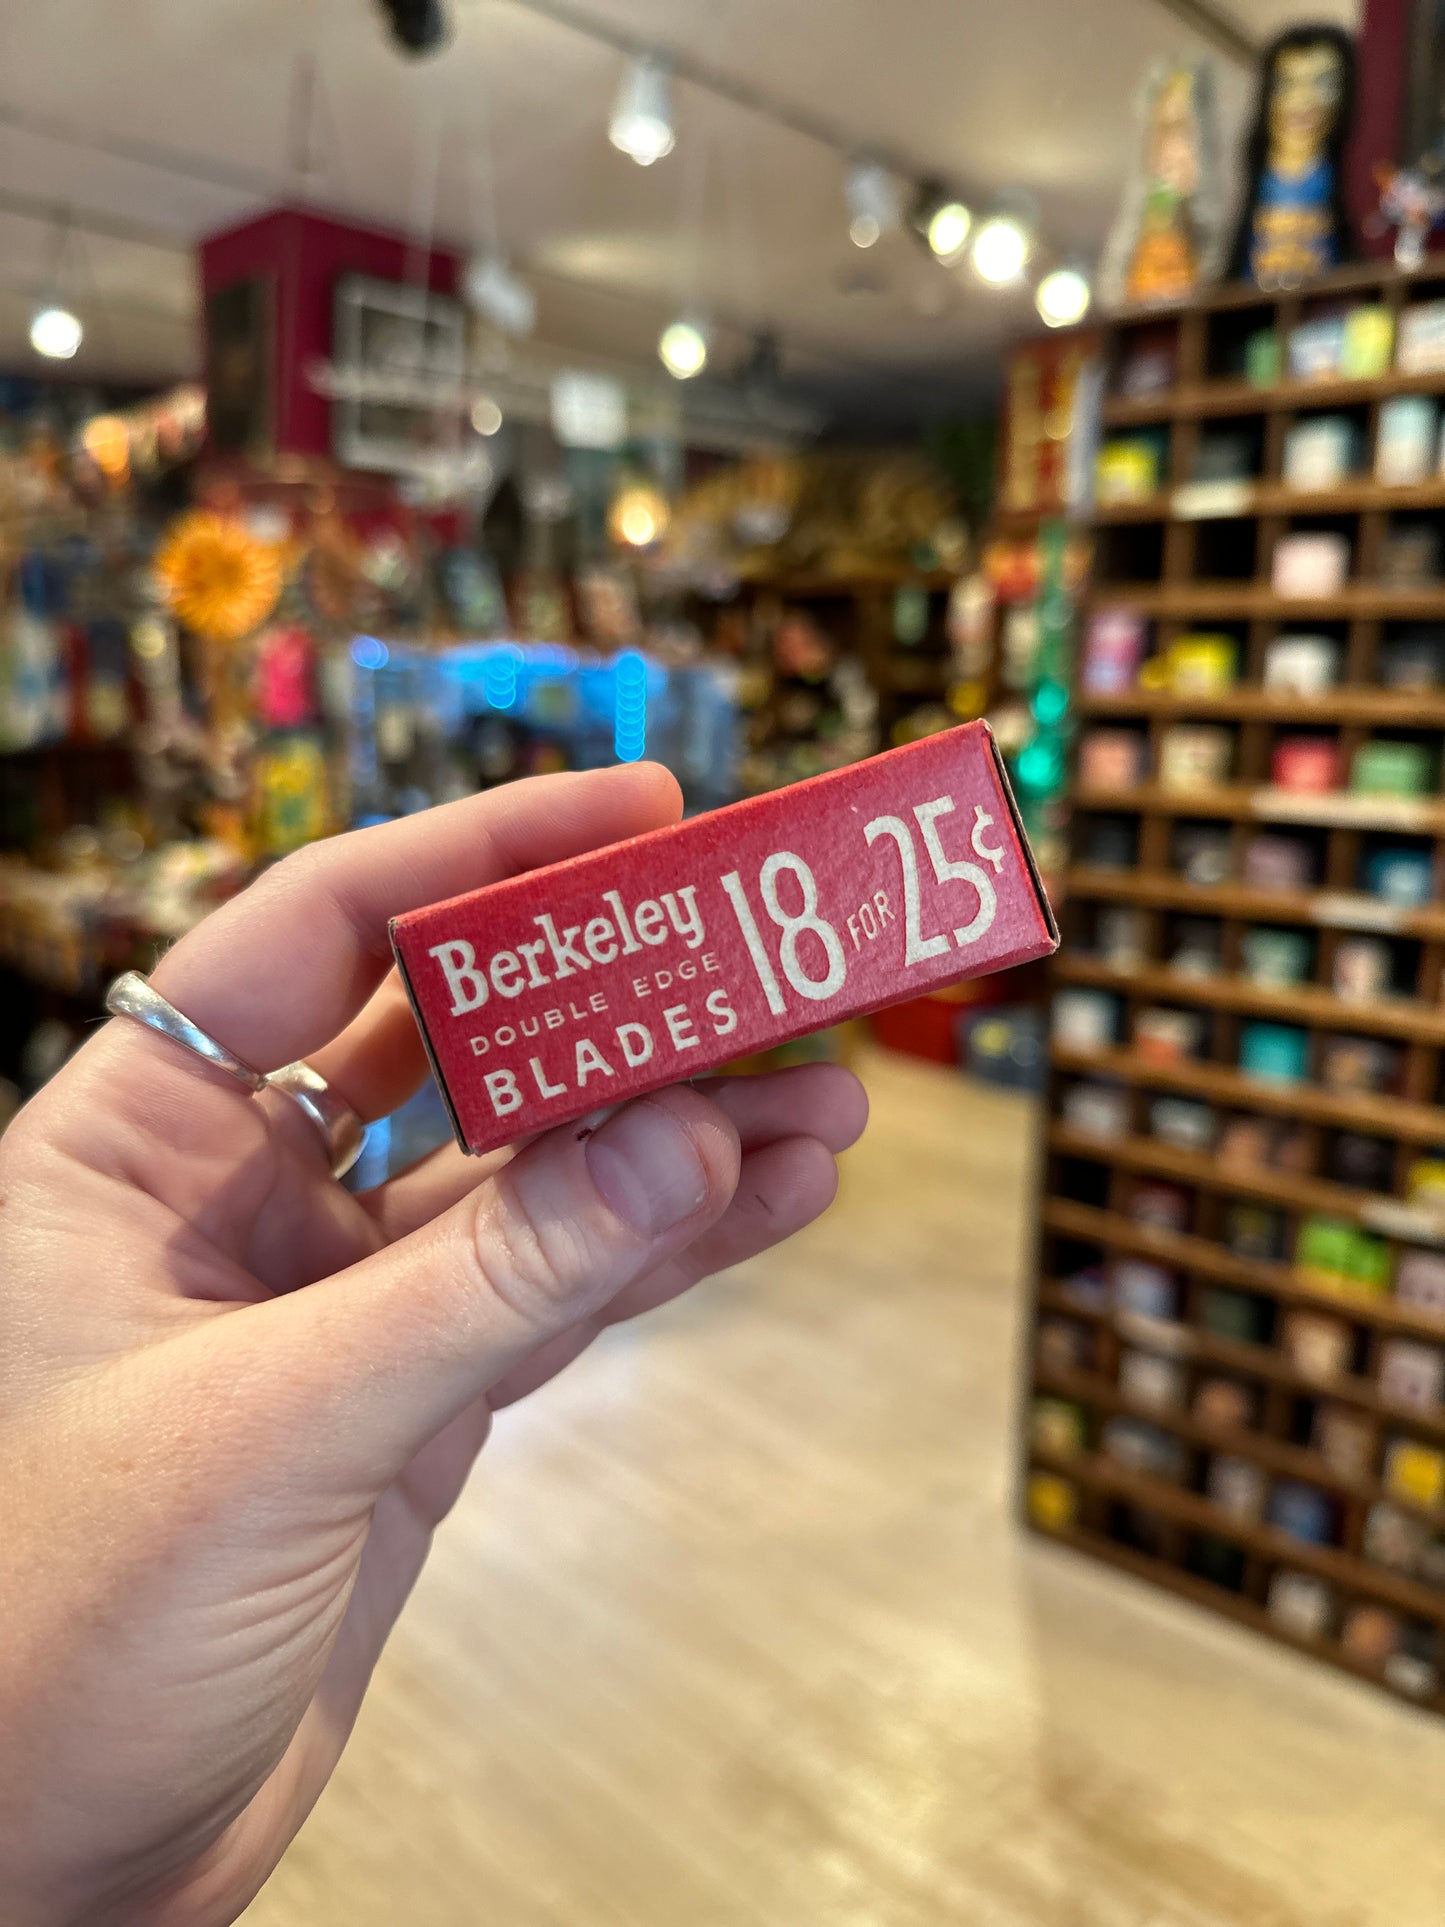 Berkeley
DOUBLE EDGE
BLADES
18 FOR 25¢